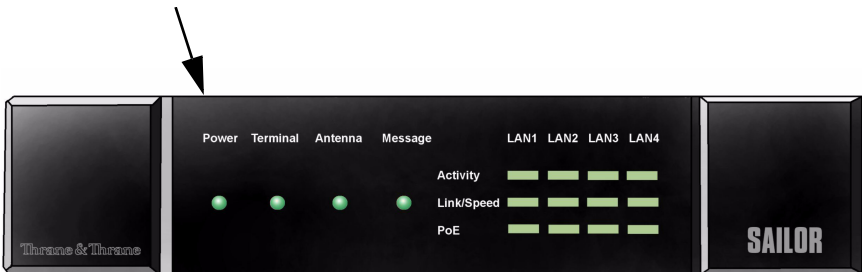 Power Terminal Antenna Message LAN1 LAN2 LAN3 LAN4
Activity
Link/Speed
PoE
Thrane & Thrane
SAILOR